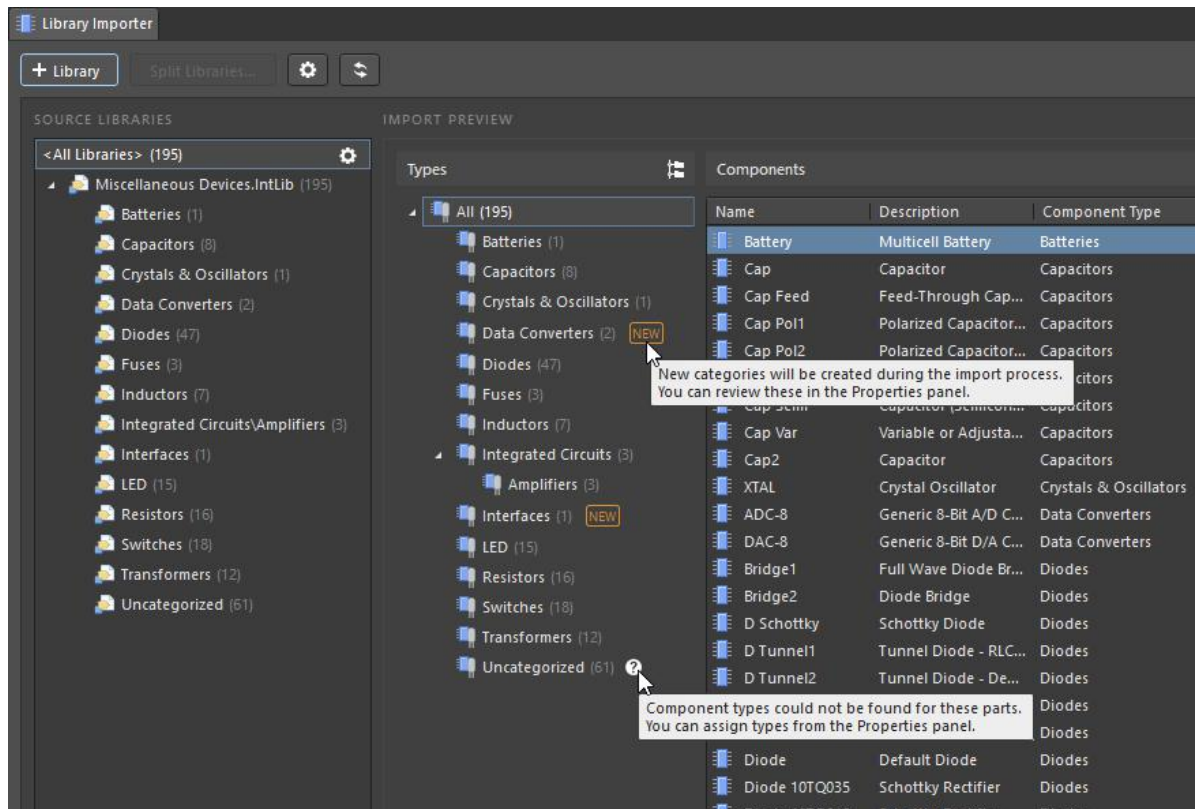 Library Importer
+ Library
Split Libraries...
SOURCE LIBRARIES
<All Libraries> (195)
Miscellaneous Devices.IntLib (195)
Batteries (1)
Capacitors (8)
Crystals & Oscillators (1)
Data Converters (2)
Diodes (47)
Fuses (3)
Inductors (7)
Integrated Circuits\Amplifiers (3)
Interfaces (1)
LED (15)
Resistors (16)
Switches (18)
Transformers (12)
Uncategorized (61)
IMPORT PREVIEW
Types
All (195)
Batteries (1)
Capacitors (8)
Crystals & Oscillators (1)
Data Converters (2) NEW
Diodes (47)
Fuses (3)
Inductors (7)
Integrated Circuits (3)
Amplifiers (3)
Interfaces (1) NEW
LED (15)
Resistors (16)
Switches (18)
Transformers (12)
Uncategorized (61) ?
New categories will be created during the import process.
You can review these in the Properties panel.
Component types could not be found for these parts.
You can assign types from the Properties panel.
Components
Name Description Component Type
Battery Multicell Battery Batteries
Cap Capacitor Capacitors
Cap Feed Feed-Through Cap... Capacitors
Cap Pol1 Polarized Capacitor... Capacitors
Cap Pol2 Polarized Capacitor... Capacitors
citors
Cap Semi Capacitor (Semicon... Capacitors
Cap Var Variable or Adjusta... Capacitors
Cap2 Capacitor Capacitors
XTAL Crystal Oscillator Crystals & Oscillators
ADC-8 Generic 8-Bit A/D C... Data Converters
DAC-8 Generic 8-Bit D/A C... Data Converters
Bridge1 Full Wave Diode Br... Diodes
Bridge2 Diode Bridge Diodes
D Schottky Schottky Diode Diodes
D Tunnel1 Tunnel Diode - RLC... Diodes
D Tunnel2 Tunnel Diode - De... Diodes
Diodes
Diodes
Diode Default Diode Diodes
Diode 10TQ035 Schottky Rectifier Diodes